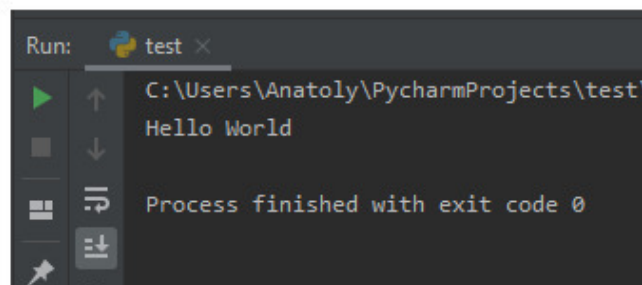 Run: test
C:\Users\Anatoly\PycharmProjects\test\
Hello World
Process finished with exit code 0